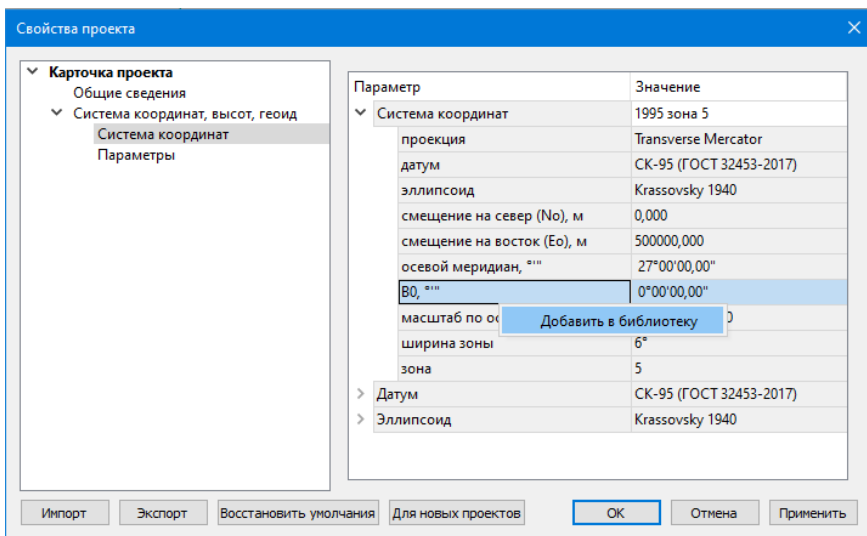 Свойства проекта
Карточка проекта
Общие сведения
Система координат, высот, геоид
Система координат
Параметры
Параметр Значение
Система координат 1995 зона 5
проекция Transverse Mercator
датум СК-95 (ГОСТ 32453-2017)
эллипсоид Krassovsky 1940
смещение на север (No), м 0,000
смещение на восток (Eo), м 500000,000
осевой меридиан, °'" 27°00'00,00"
B0, °'" 0°00'00,00"
масштаб по
Добавить в библиотеку
ширина зоны 6°
зона 5
Датум СК-95 (ГОСТ 32453-2017)
Эллипсоид Krassovsky 1940
Импорт Экспорт Восстановить умолчания Для новых проектов OK Отмена Применить